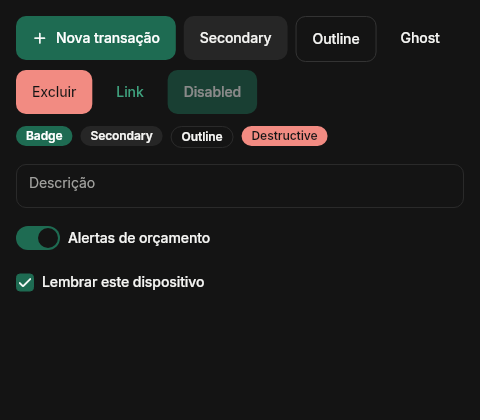 Nova transação Secondary Outline Ghost
Excluir Link Disabled
Badge Secondary Outline Destructive
Descrição
Alertas de orçamento
Lembrar este dispositivo